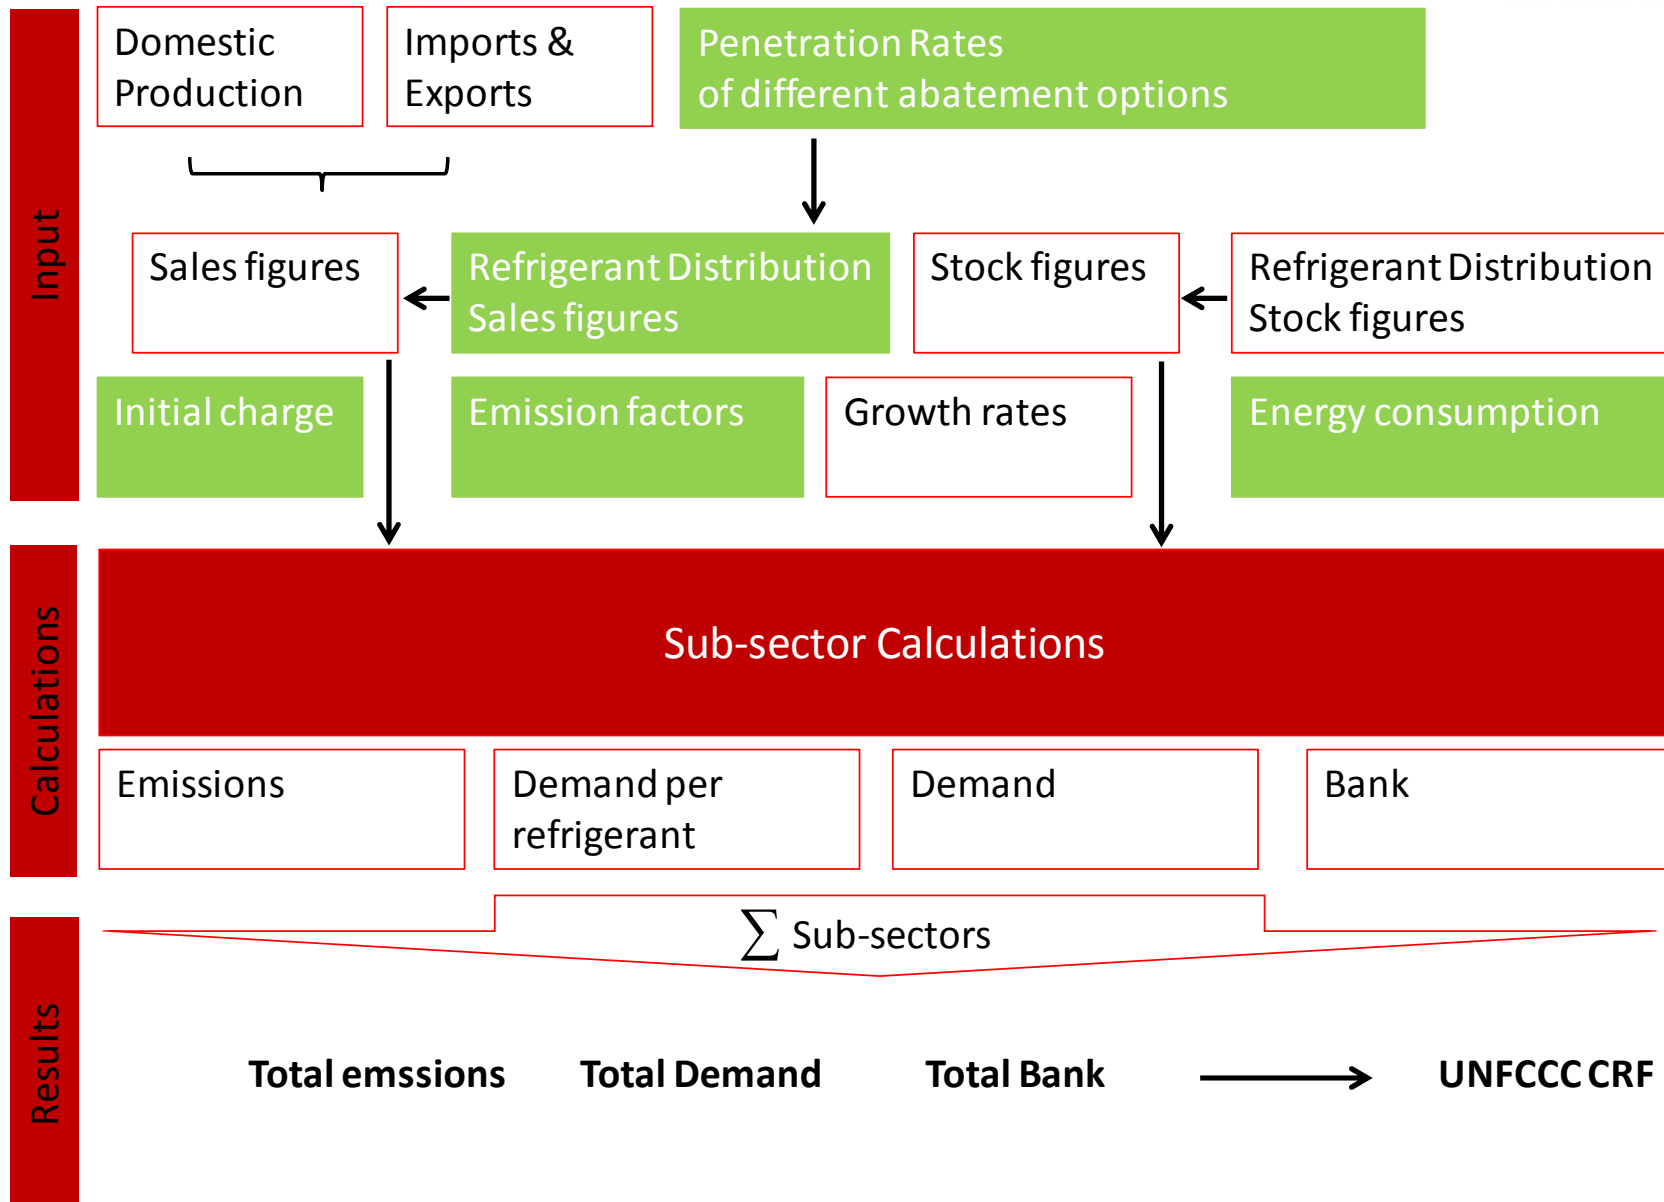 Input
Domestic
Production
Imports &
Exports
Penetration Rates
of different abatement options
Sales figures
Refrigerant Distribution
Sales figures
Stock figures
Refrigerant Distribution
Stock figures
Initial charge
Emission factors
Growth rates
Energy consumption
Calculations
Sub-sector Calculations
Emissions
Demand per
refrigerant
Demand
Bank
Results
∑ Sub-sectors
Total emssions
Total Demand
Total Bank
UNFCCC CRF